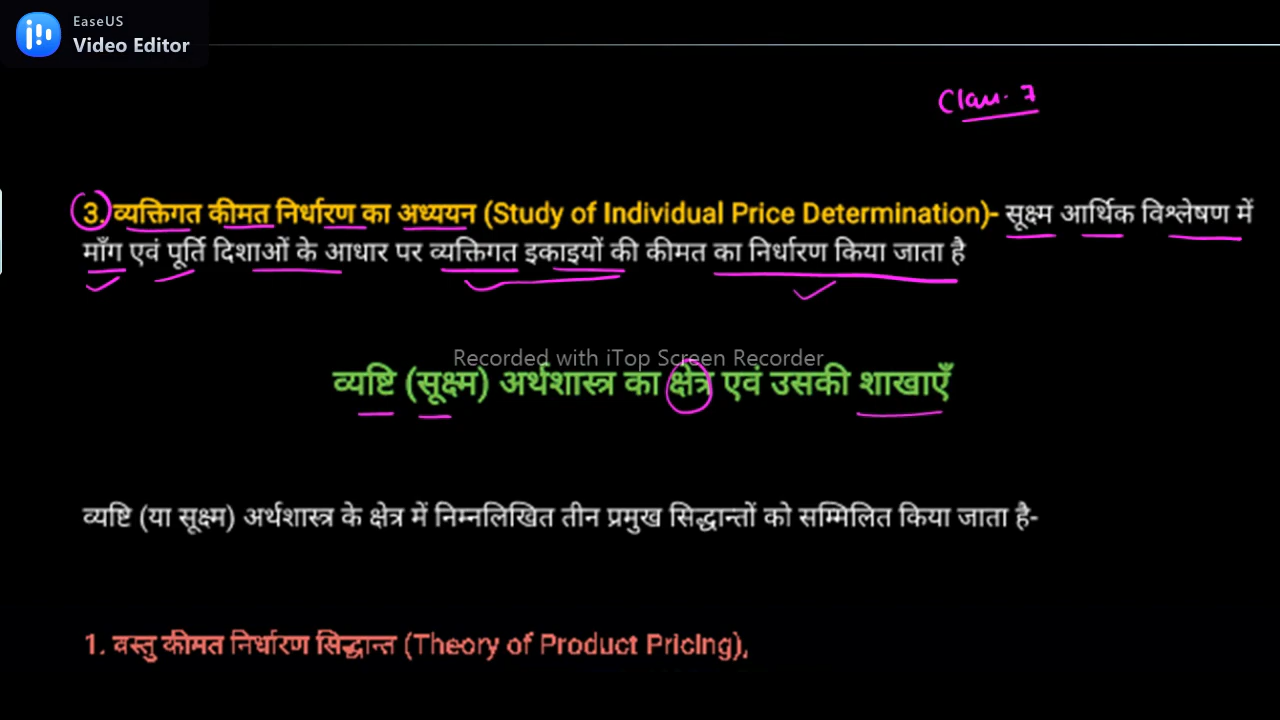 EaseUS
Video Editor
Clan. 7
3. व्यक्तिगत कीमत निर्धारण का अध्ययन (Study of Individual Price Determination)- सूक्ष्म आर्थिक विश्लेषण में
माँग एवं पूर्ति दिशाओं के आधार पर व्यक्तिगत इकाइयों की कीमत का निर्धारण किया जाता है
Recorded with iTop Screen Recorder
व्यष्टि (सूक्ष्म) अर्थशास्त्र का क्षेत्र एवं उसकी शाखाएँ
व्यष्टि (या सूक्ष्म) अर्थशास्त्र के क्षेत्र में निम्नलिखित तीन प्रमुख सिद्धान्तों को सम्मिलित किया जाता है-
1. वस्तु कीमत निर्धारण सिद्धान्त (Theory of Product Pricing),